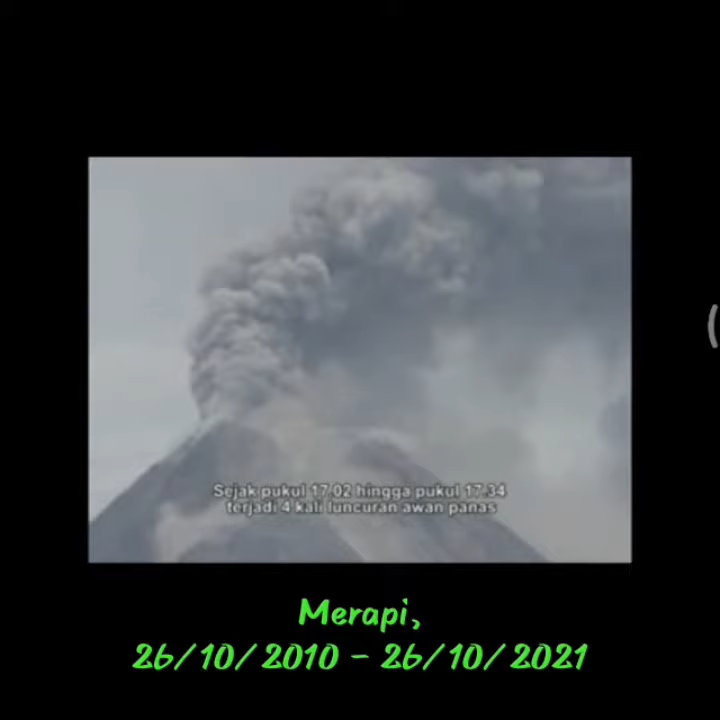 Sejak pukul 17.02 hingga pukul 17.34
terjadi 4 kali luncuran awan panas
Merapi,
26/10/2010 - 26/10/2021